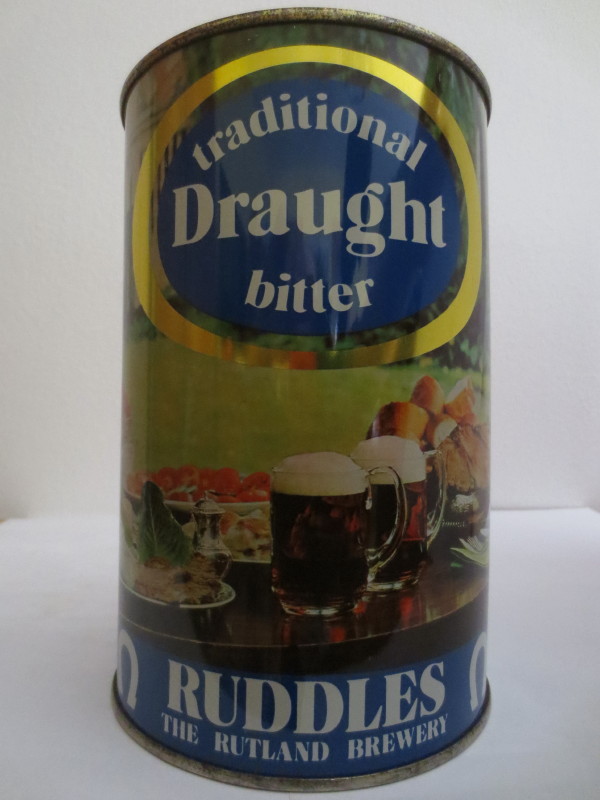 traditional
Draught
bitter
RUDDLES
THE RUTLAND BREWERY